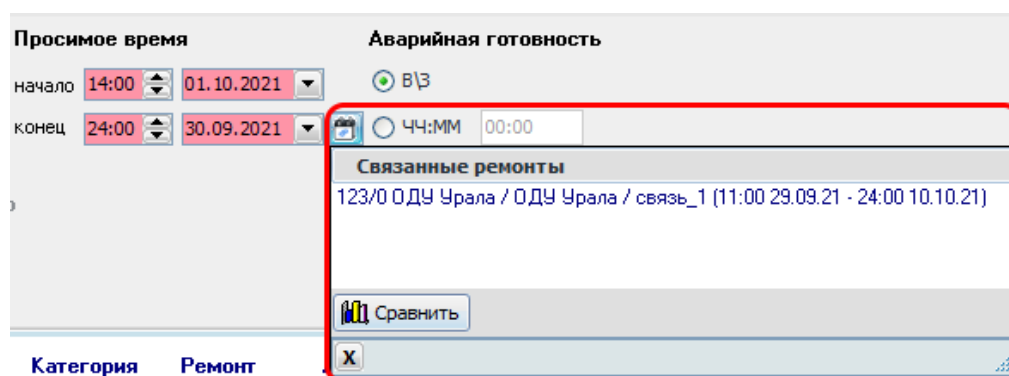 Просимое время Аварийная готовность
начало 14:00 01.10.2021 В\З
конец 24:00 30.09.2021 ЧЧ:ММ 00:00
Связанные ремонты
123/0 ОДУ Урала / ОДУ Урала / связь_1 (11:00 29.09.21 - 24:00 10.10.21)
Сравнить
Категория Ремонт X